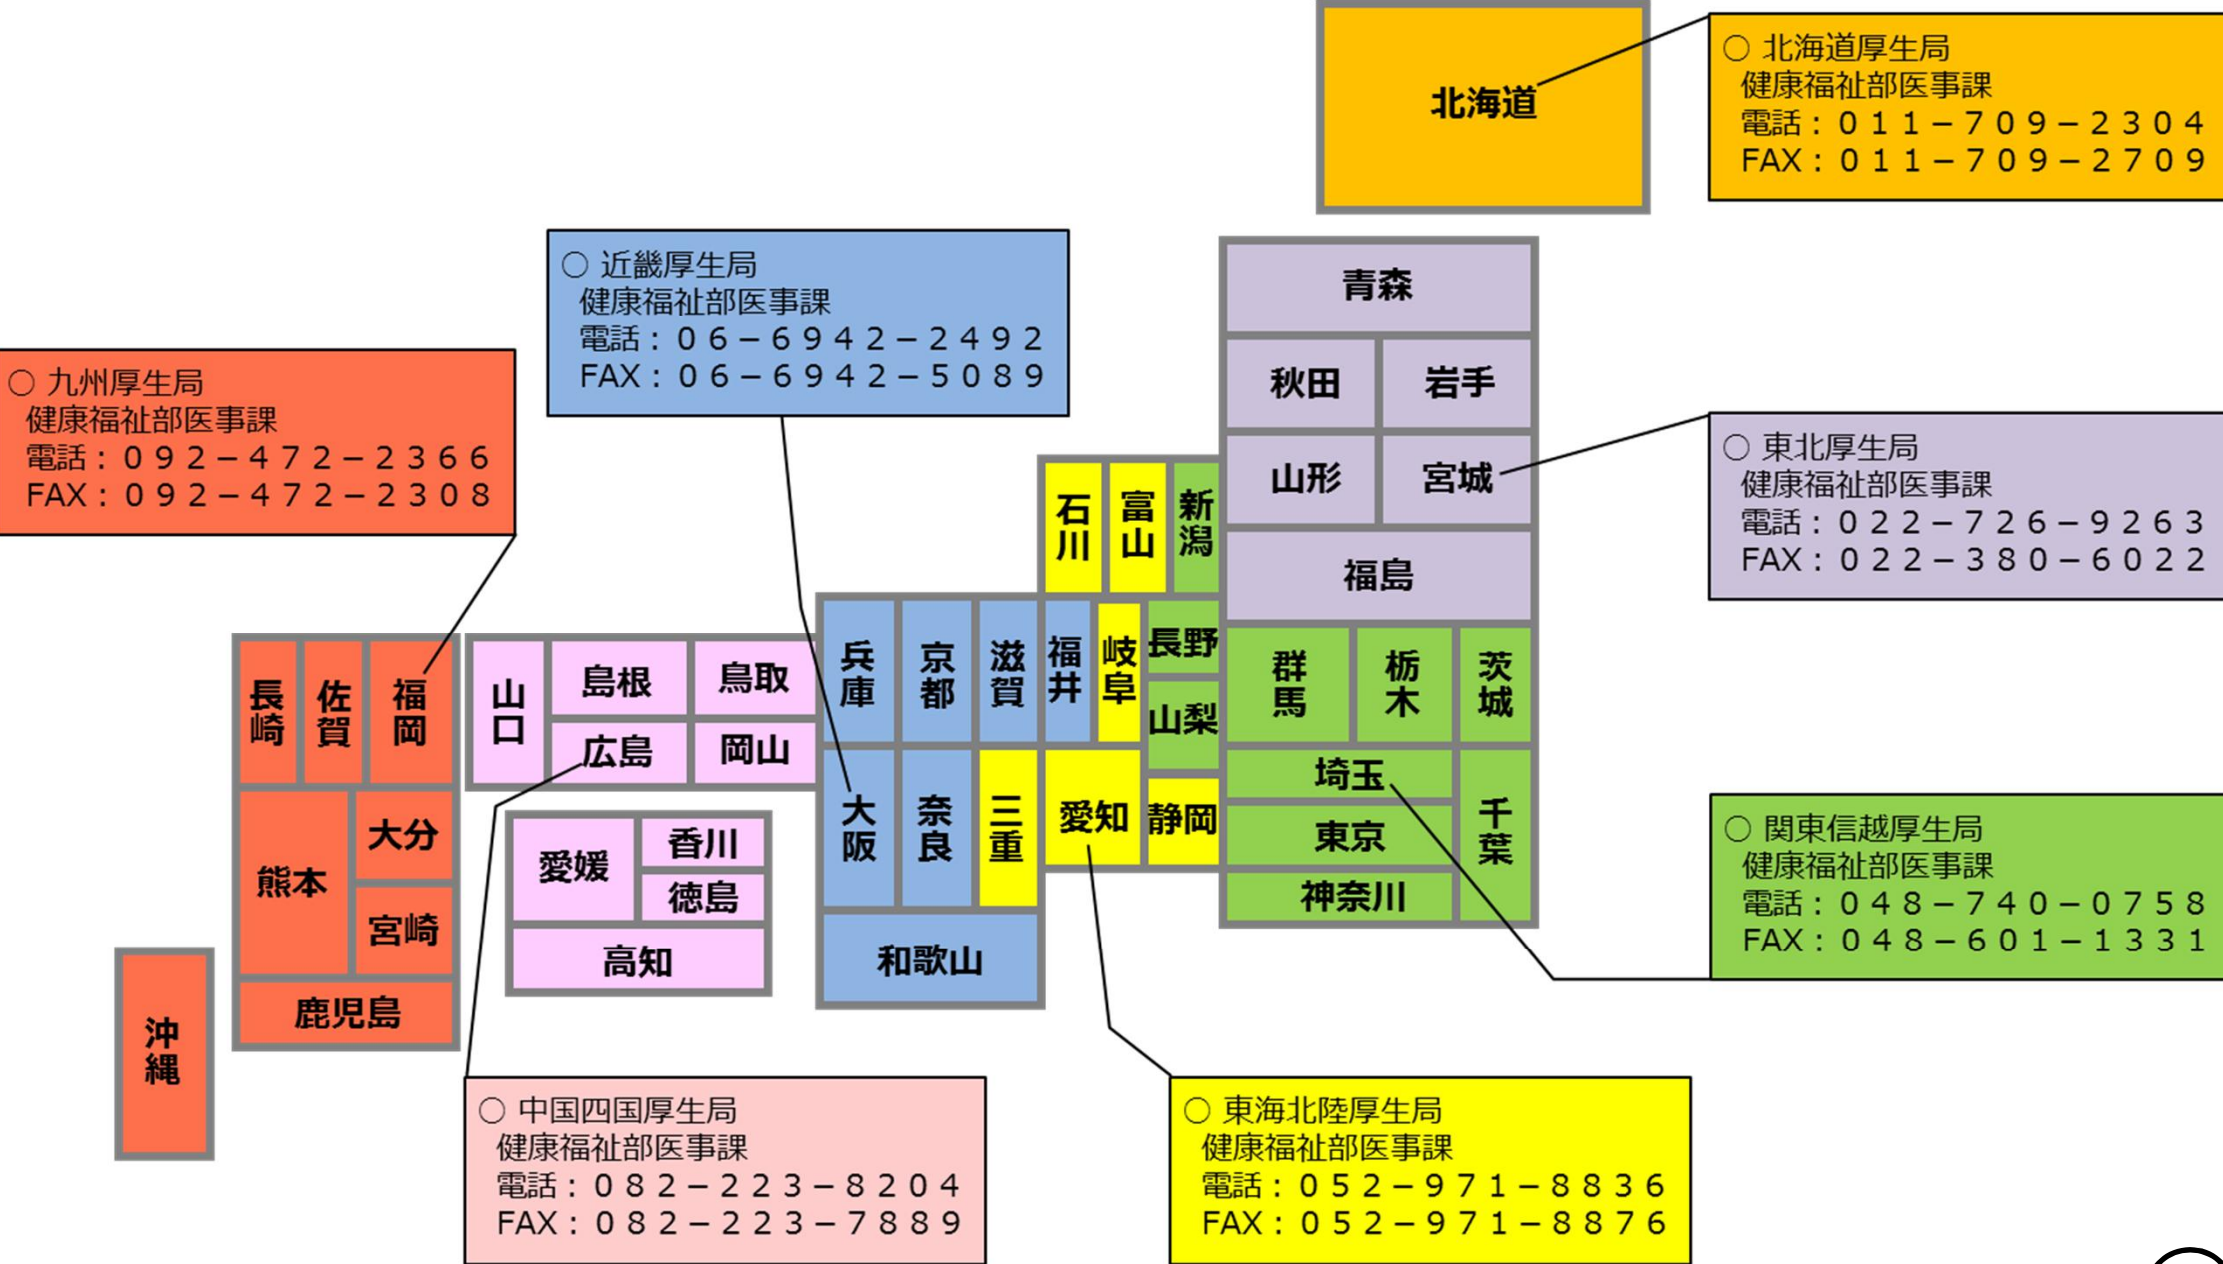 北海道
○ 北海道厚生局
健康福祉部医事課
電話：０１１－７０９－２３０４
FAX：０１１－７０９－２７０９
○ 近畿厚生局
健康福祉部医事課
電話：０６－６９４２－２４９２
FAX：０６－６９４２－５０８９
○ 九州厚生局
健康福祉部医事課
電話：０９２－４７２－２３６６
FAX：０９２－４７２－２３０８
青森
秋田
岩手
山形
宮城
福島
○ 東北厚生局
健康福祉部医事課
電話：０２２－７２６－９２６３
FAX：０２２－３８０－６０２２
石川
富山
新潟
長崎
佐賀
福岡
熊本
大分
宮崎
鹿児島
沖縄
山口
島根
鳥取
広島
岡山
愛媛
香川
徳島
高知
兵庫
京都
滋賀
福井
岐阜
長野
山梨
大阪
奈良
三重
愛知
静岡
和歌山
群馬
栃木
茨城
埼玉
東京
神奈川
千葉
○ 関東信越厚生局
健康福祉部医事課
電話：０４８－７４０－０７５８
FAX：０４８－６０１－１３３１
○ 中国四国厚生局
健康福祉部医事課
電話：０８２－２２３－８２０４
FAX：０８２－２２３－７８８９
○ 東海北陸厚生局
健康福祉部医事課
電話：０５２－９７１－８８３６
FAX：０５２－９７１－８８７６